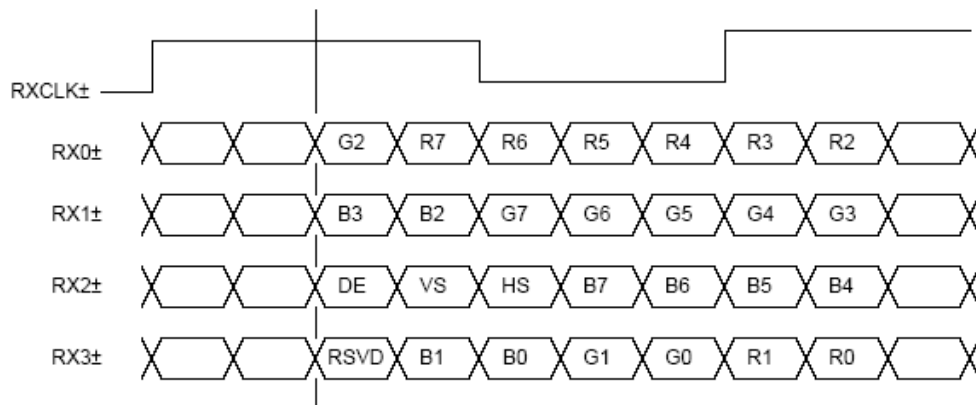 RXCLK±
RX0± G2 R7 R6 R5 R4 R3 R2
RX1± B3 B2 G7 G6 G5 G4 G3
RX2± DE VS HS B7 B6 B5 B4
RX3± RSVD B1 B0 G1 G0 R1 R0